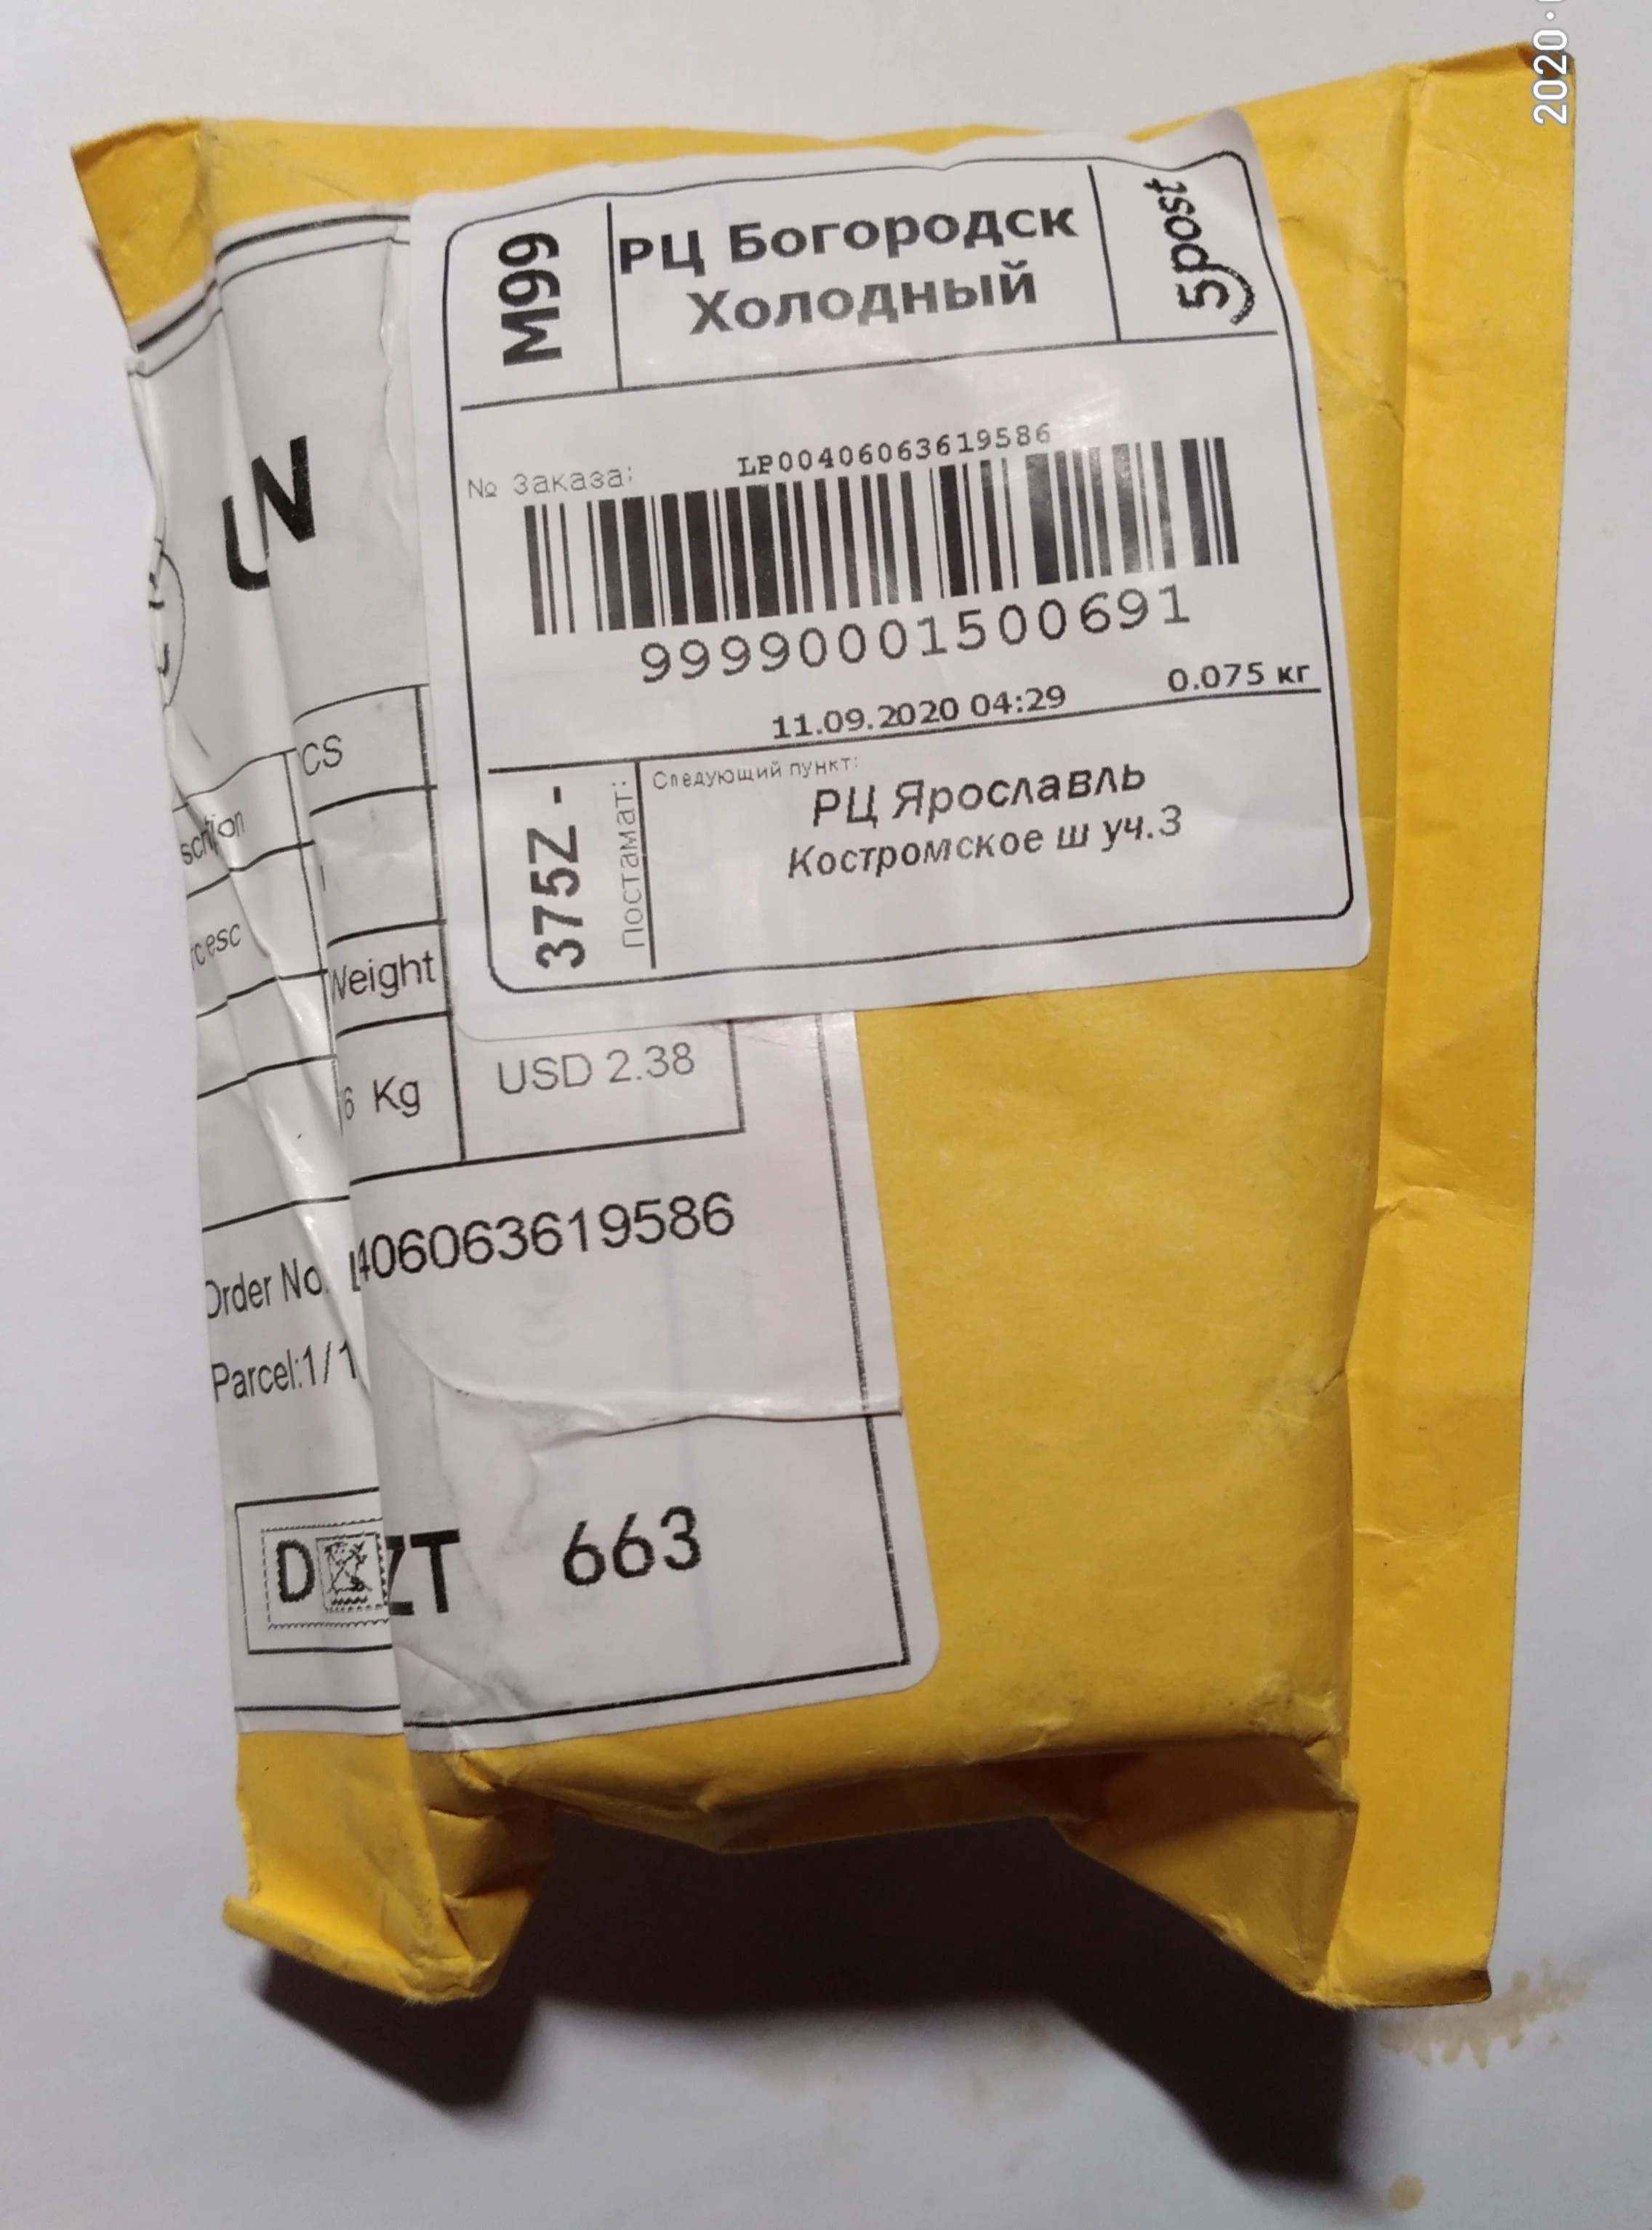 2020
M99
РЦ Богородск
Холодный
5post
№ Заказа:
LP00406063619586
99990001500691
11.09.2020 04:29
0.075 кг
375Z -
Постамат:
Следующий пункт:
РЦ Ярославль
Костромское ш уч.3
CS
Weight
Kg
USD 2.38
Order No.
406063619586
Parcel:1/1
ZT
663